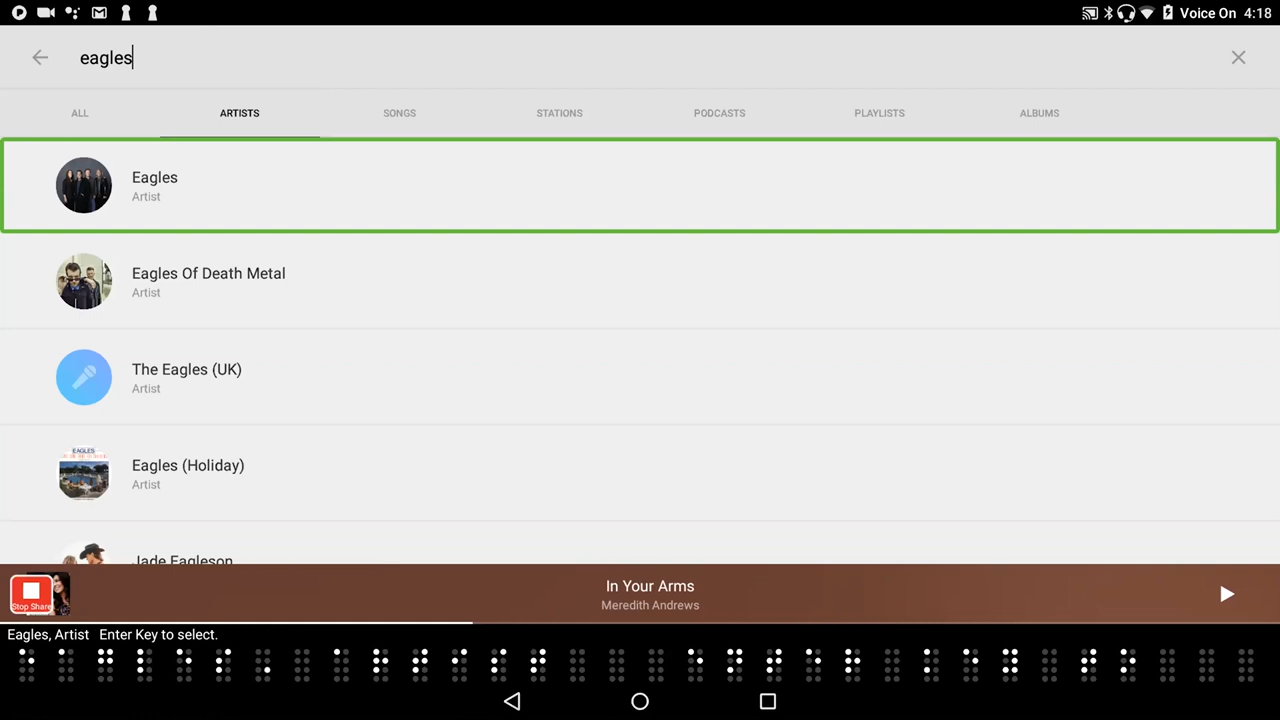 Voice On 4:18
eagles
ALL ARTISTS SONGS STATIONS PODCASTS PLAYLISTS ALBUMS
Eagles
Artist
Eagles Of Death Metal
Artist
The Eagles (UK)
Artist
EAGLES
Eagles (Holiday)
Artist
Jade Eagleson
Stop Share
In Your Arms
Meredith Andrews
Eagles, Artist Enter Key to select.